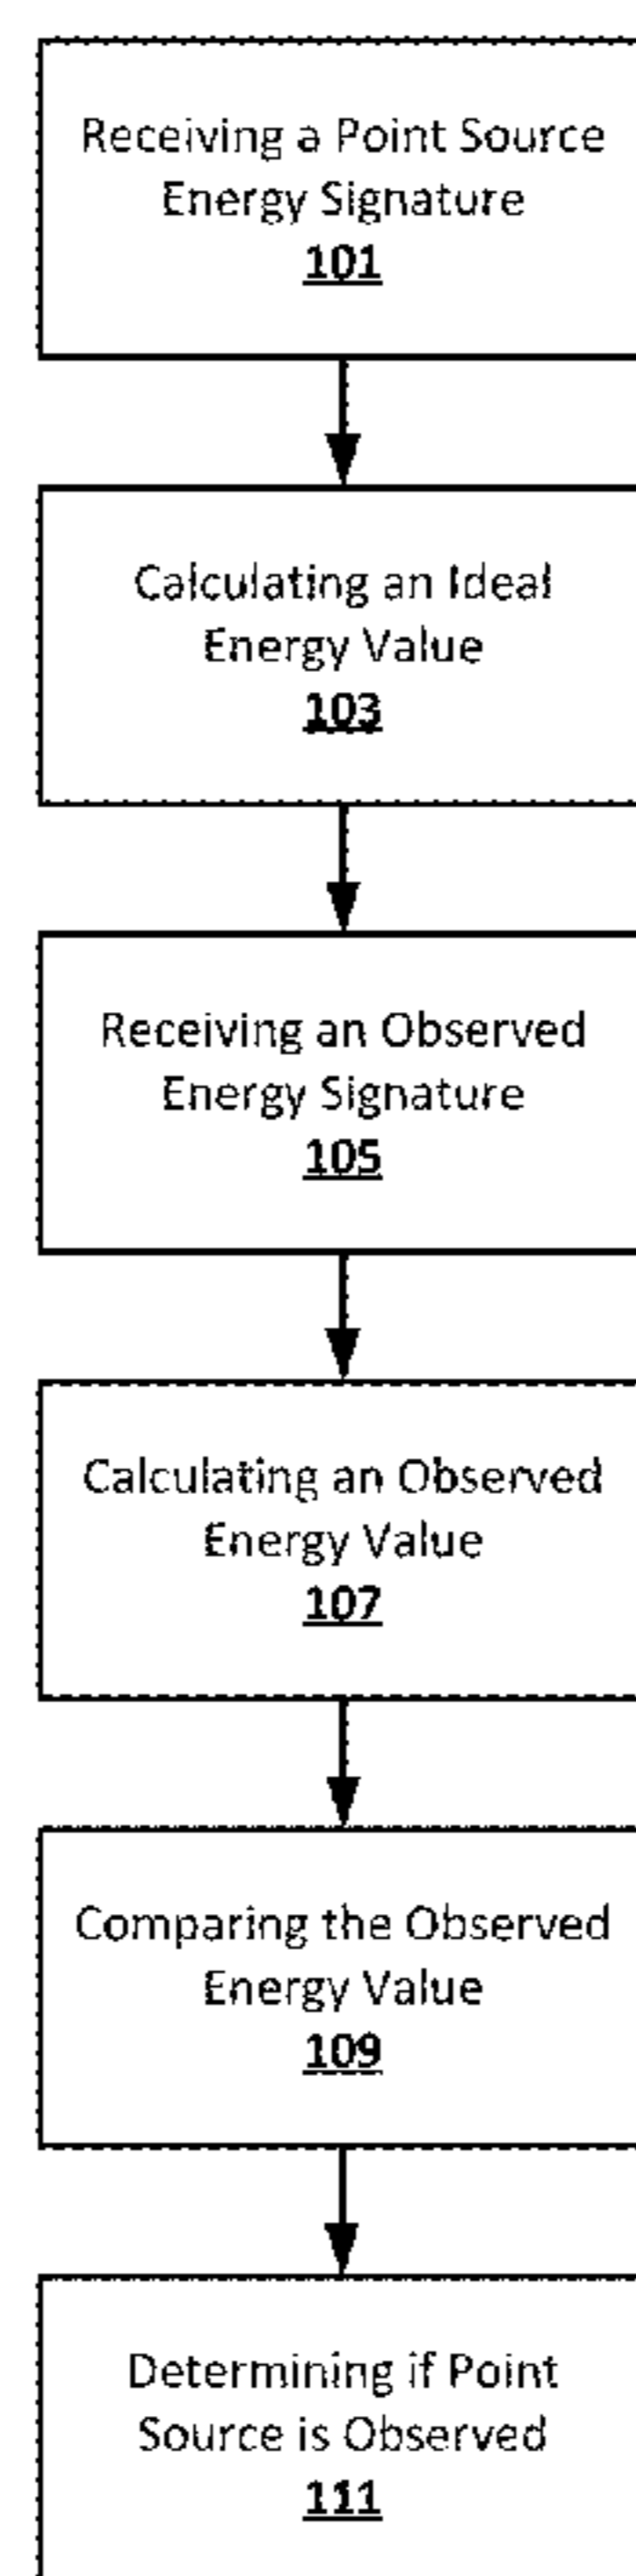 Receiving a Point Source
Energy Signature
101
Calculating an Ideal
Energy Value
103
Receiving an Observed
Energy Signature
105
Calculating an Observed
Energy Value
107
Comparing the Observed
Energy Value
109
Determining if Point
Source is Observed
111